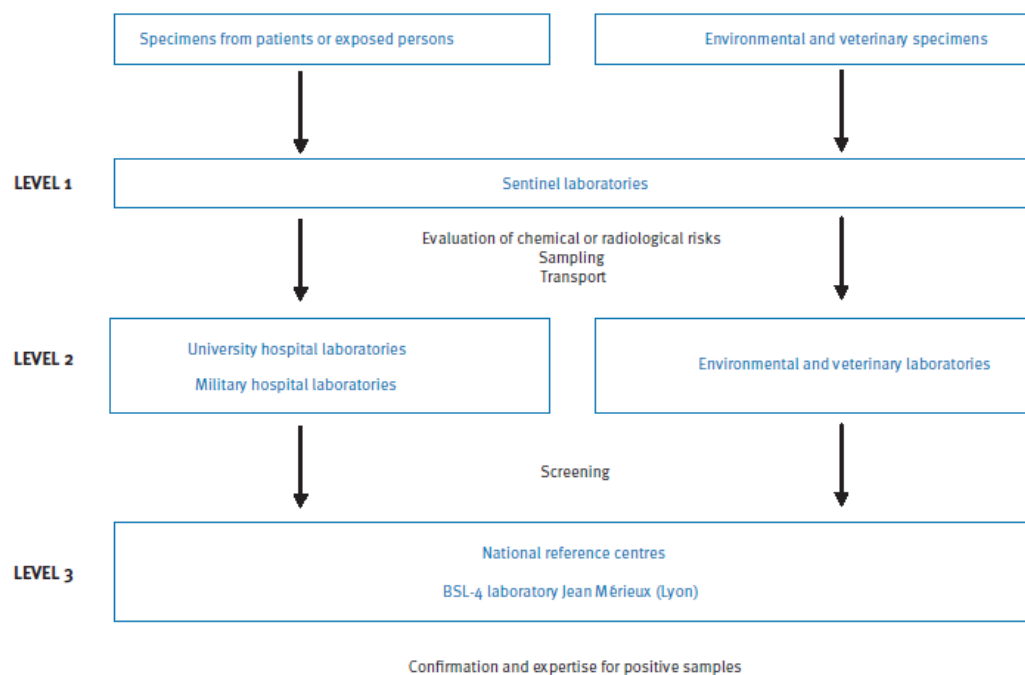 Specimens from patients or exposed persons
Environmental and veterinary specimens
LEVEL 1
Sentinel laboratories
Evaluation of chemical or radiological risks
Sampling
Transport
LEVEL 2
University hospital laboratories
Military hospital laboratories
Environmental and veterinary laboratories
Screening
LEVEL 3
National reference centres
BSL-4 laboratory Jean Mérieux (Lyon)
Confirmation and expertise for positive samples